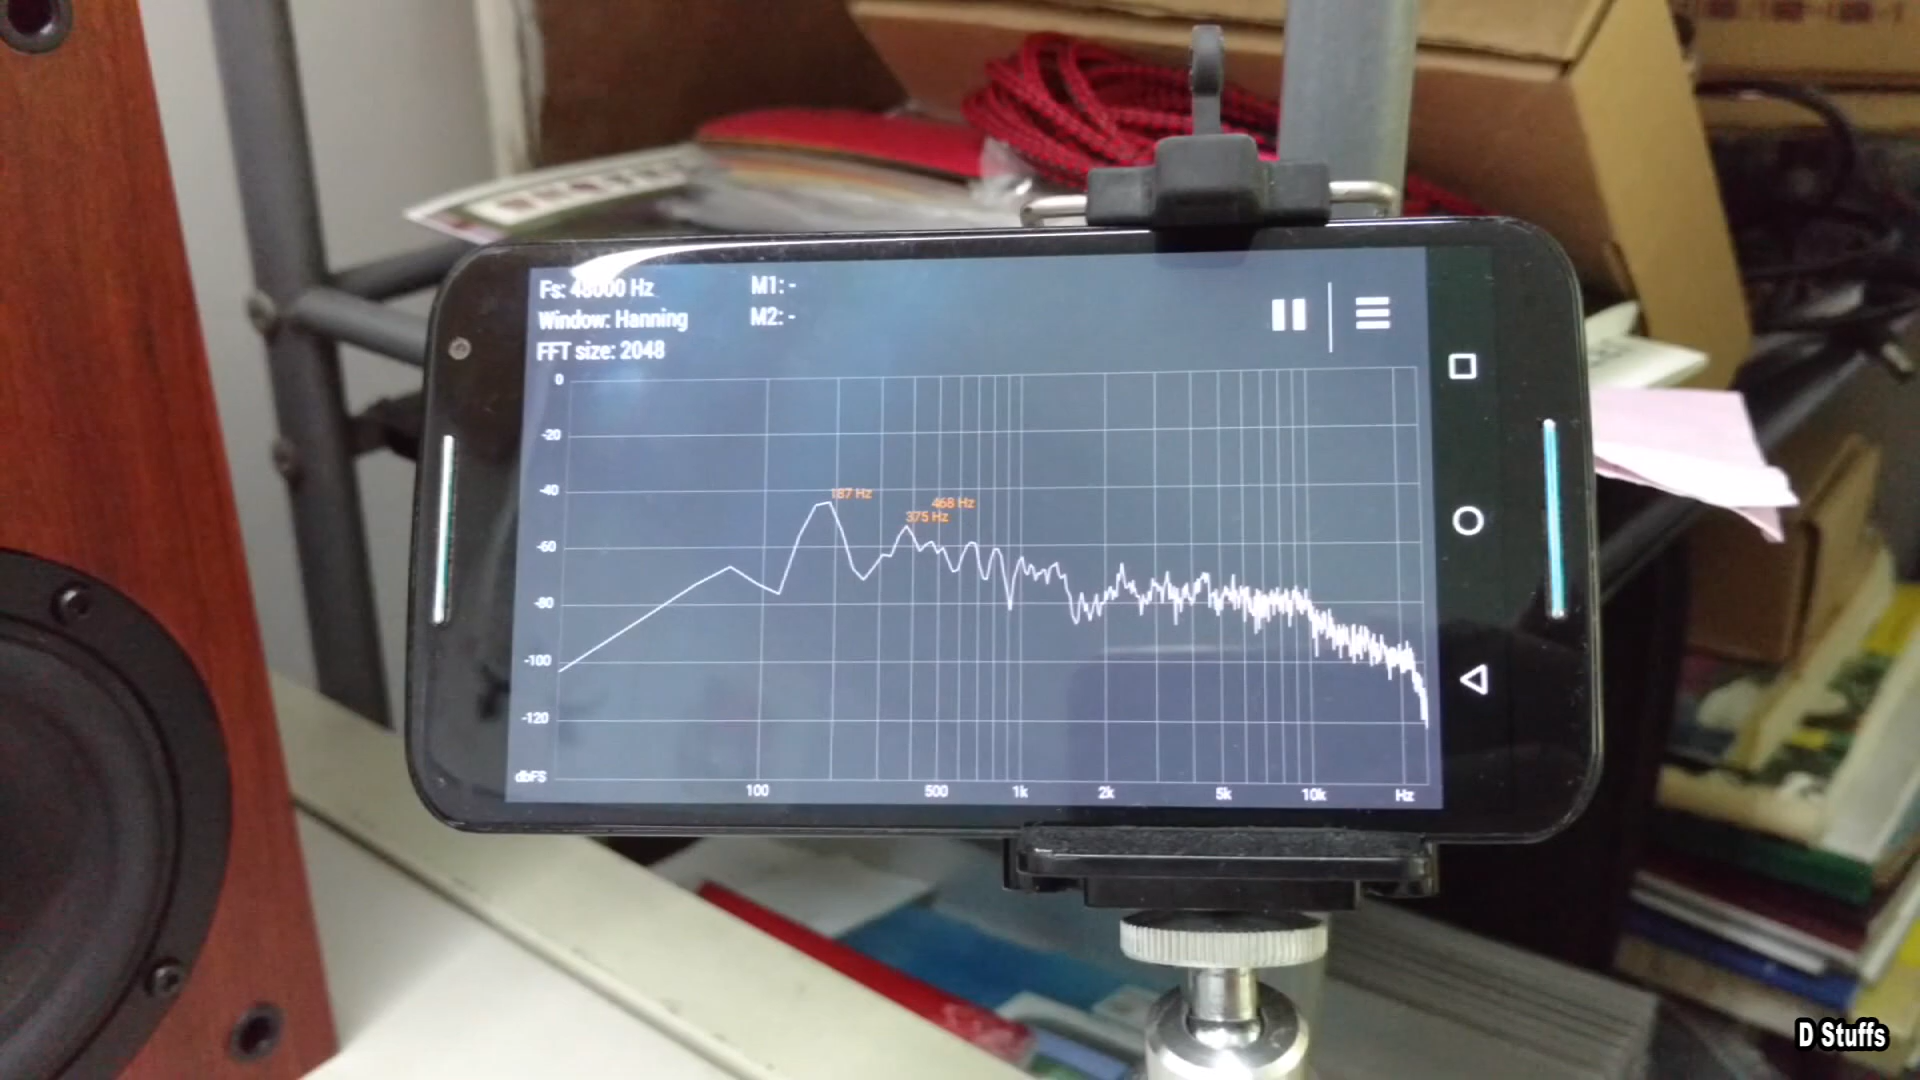 Fs: 48000 Hz
M1: -
Window: Hanning
M2: -
FFT size: 2048
0
-20
-40
-60
-80
-100
-120
dbFS
187 Hz
468 Hz
375 Hz
100
500
1k
2k
5k
10k
Hz
D Stuffs